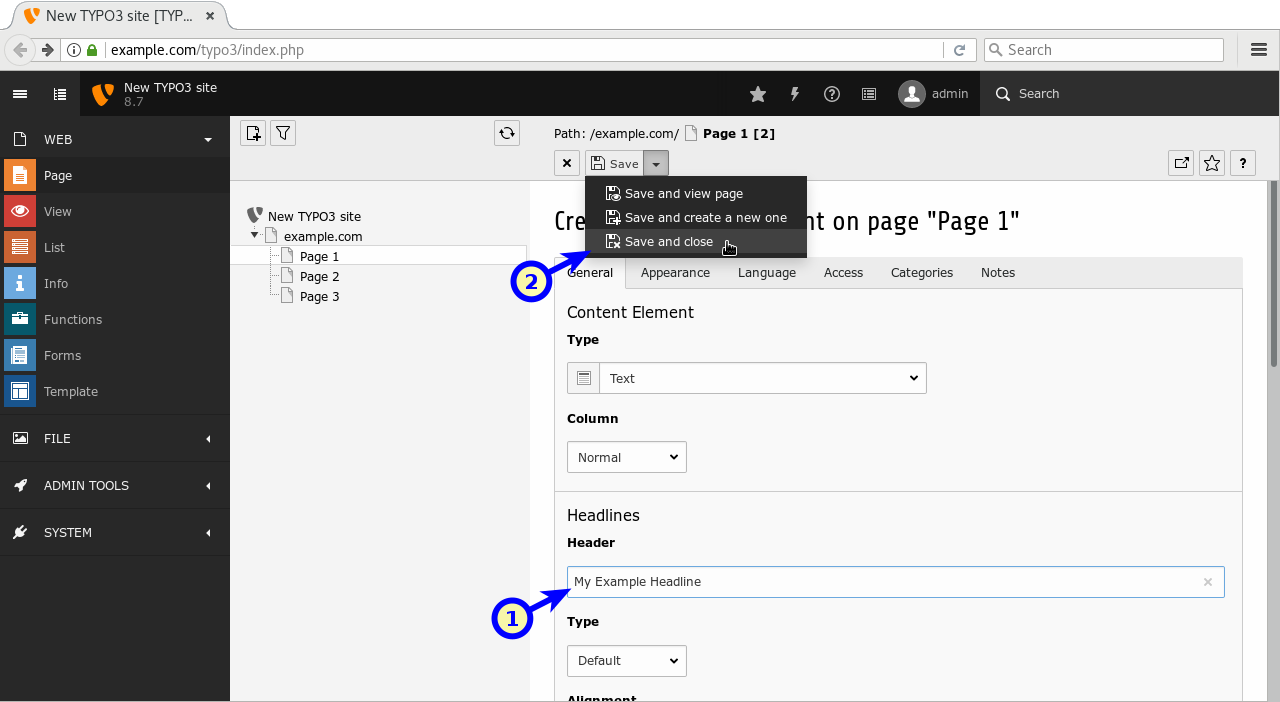 New TYPO3 site [TYP...
example.com/typo3/index.php
Search
New TYPO3 site
8.7
admin
Search
WEB
Page
View
List
Info
Functions
Forms
Template
FILE
ADMIN TOOLS
SYSTEM
New TYPO3 site
example.com
Page 1
Page 2
Page 3
Path: /example.com/ Page 1 [2]
Save
?
Save and view page
Save and create a new one
Save and close
Cre nt on page "Page 1"
2
General Appearance Language Access Categories Notes
Content Element
Type
Text
Column
Normal
Headlines
Header
My Example Headline
1
Type
Default
Alignment